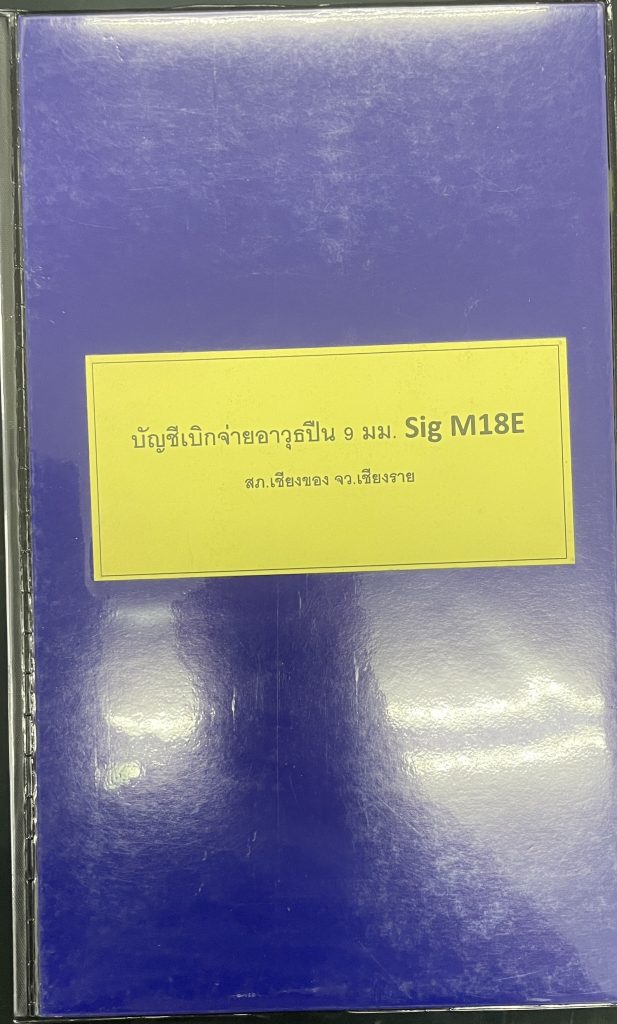 บัญชีเบิกจ่ายอาวุธปืน 9 มม. Sig M18E
สภ.เชียงของ จว.เชียงราย